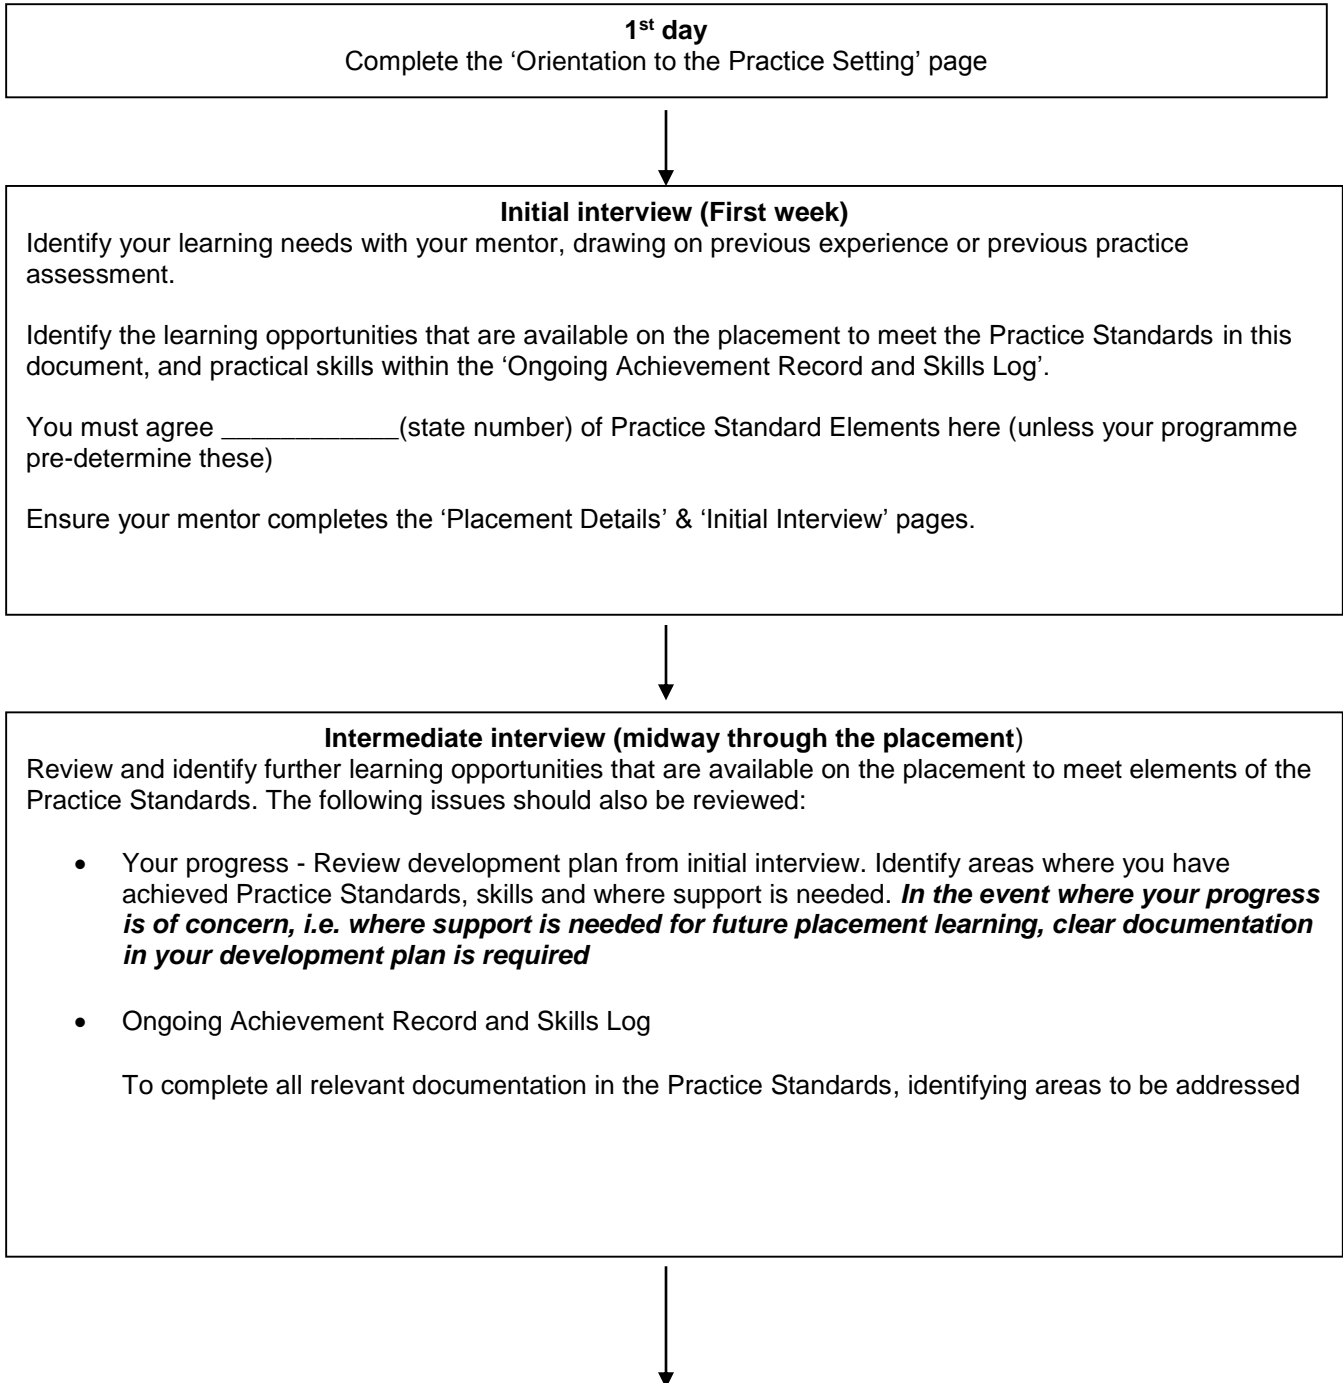 1st day
Complete the ‘Orientation to the Practice Setting’ page
Initial interview (First week)
Identify your learning needs with your mentor, drawing on previous experience or previous practice
assessment.
Identify the learning opportunities that are available on the placement to meet the Practice Standards in this
document, and practical skills within the ‘Ongoing Achievement Record and Skills Log’.
You must agree ____________(state number) of Practice Standard Elements here (unless your programme
pre-determine these)
Ensure your mentor completes the ‘Placement Details’ & ‘Initial Interview’ pages.
Intermediate interview (midway through the placement)
Review and identify further learning opportunities that are available on the placement to meet elements of the
Practice Standards. The following issues should also be reviewed:
• Your progress - Review development plan from initial interview. Identify areas where you have
achieved Practice Standards, skills and where support is needed. In the event where your progress
is of concern, i.e. where support is needed for future placement learning, clear documentation
in your development plan is required
• Ongoing Achievement Record and Skills Log
To complete all relevant documentation in the Practice Standards, identifying areas to be addressed